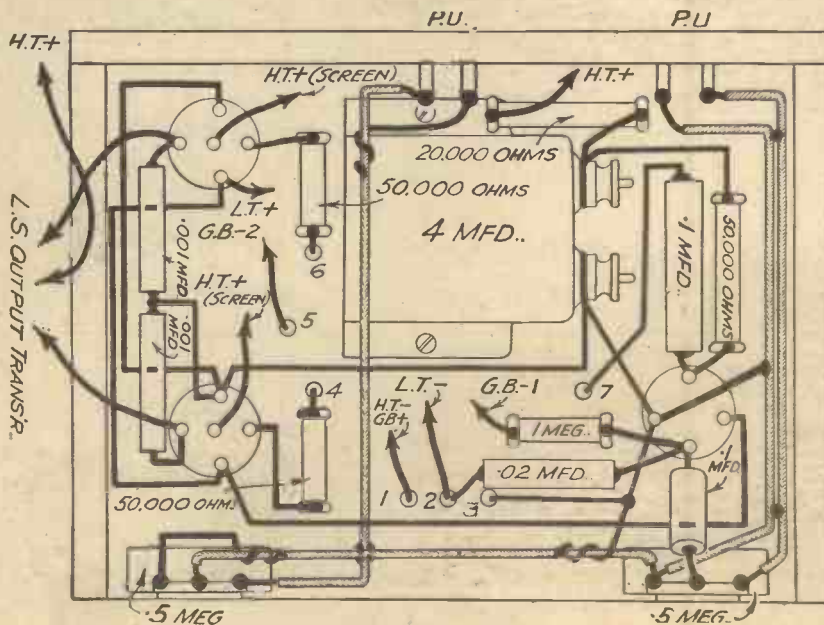 P.U.
P.U
H.T.+
H.T.+(SCREEN)
H.T.+
20.000 OHMS
50.000 OHMS
L.T.+
G.B.-2
·001 MFD.
4 MFD..
·1 MFD..
50.000 OHMS
6
H.T.+
(SCREEN)
5
L.S. OUTPUT TRANS'R.
·001
MFD
4
L.T.-
G.B.-1
7
H.T.-
GB+
1 MEG..
·02 MFD..
·1
MFD.
50.000 OHMS
1
2
3
·5 MEG
·5 MEG.